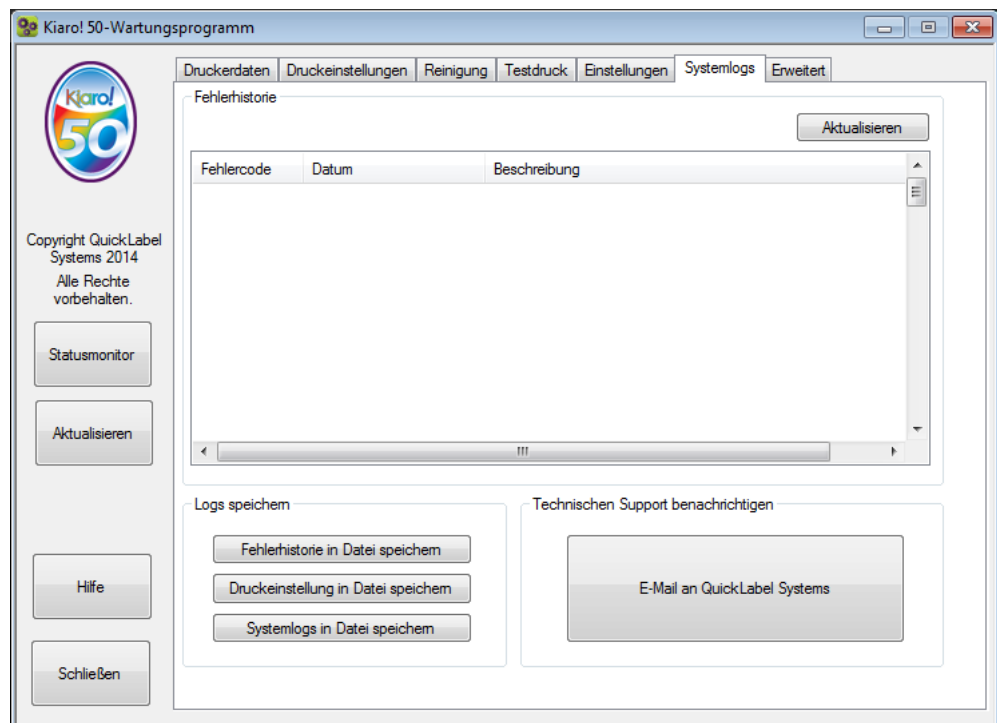 Kiaro! 50-Wartungsprogramm
Druckerdaten Druckeinstellungen Reinigung Testdruck Einstellungen Systemlogs Erweitert
Kiaro!
50
Copyright QuickLabel
Systems 2014
Alle Rechte
vorbehalten.
Statusmonitor
Aktualisieren
Hilfe
Schließen
Fehlerhistorie
Aktualisieren
Fehlercode Datum Beschreibung
Logs speichern
Fehlerhistorie in Datei speichern
Druckeinstellung in Datei speichern
Systemlogs in Datei speichern
Technischen Support benachrichtigen
E-Mail an QuickLabel Systems